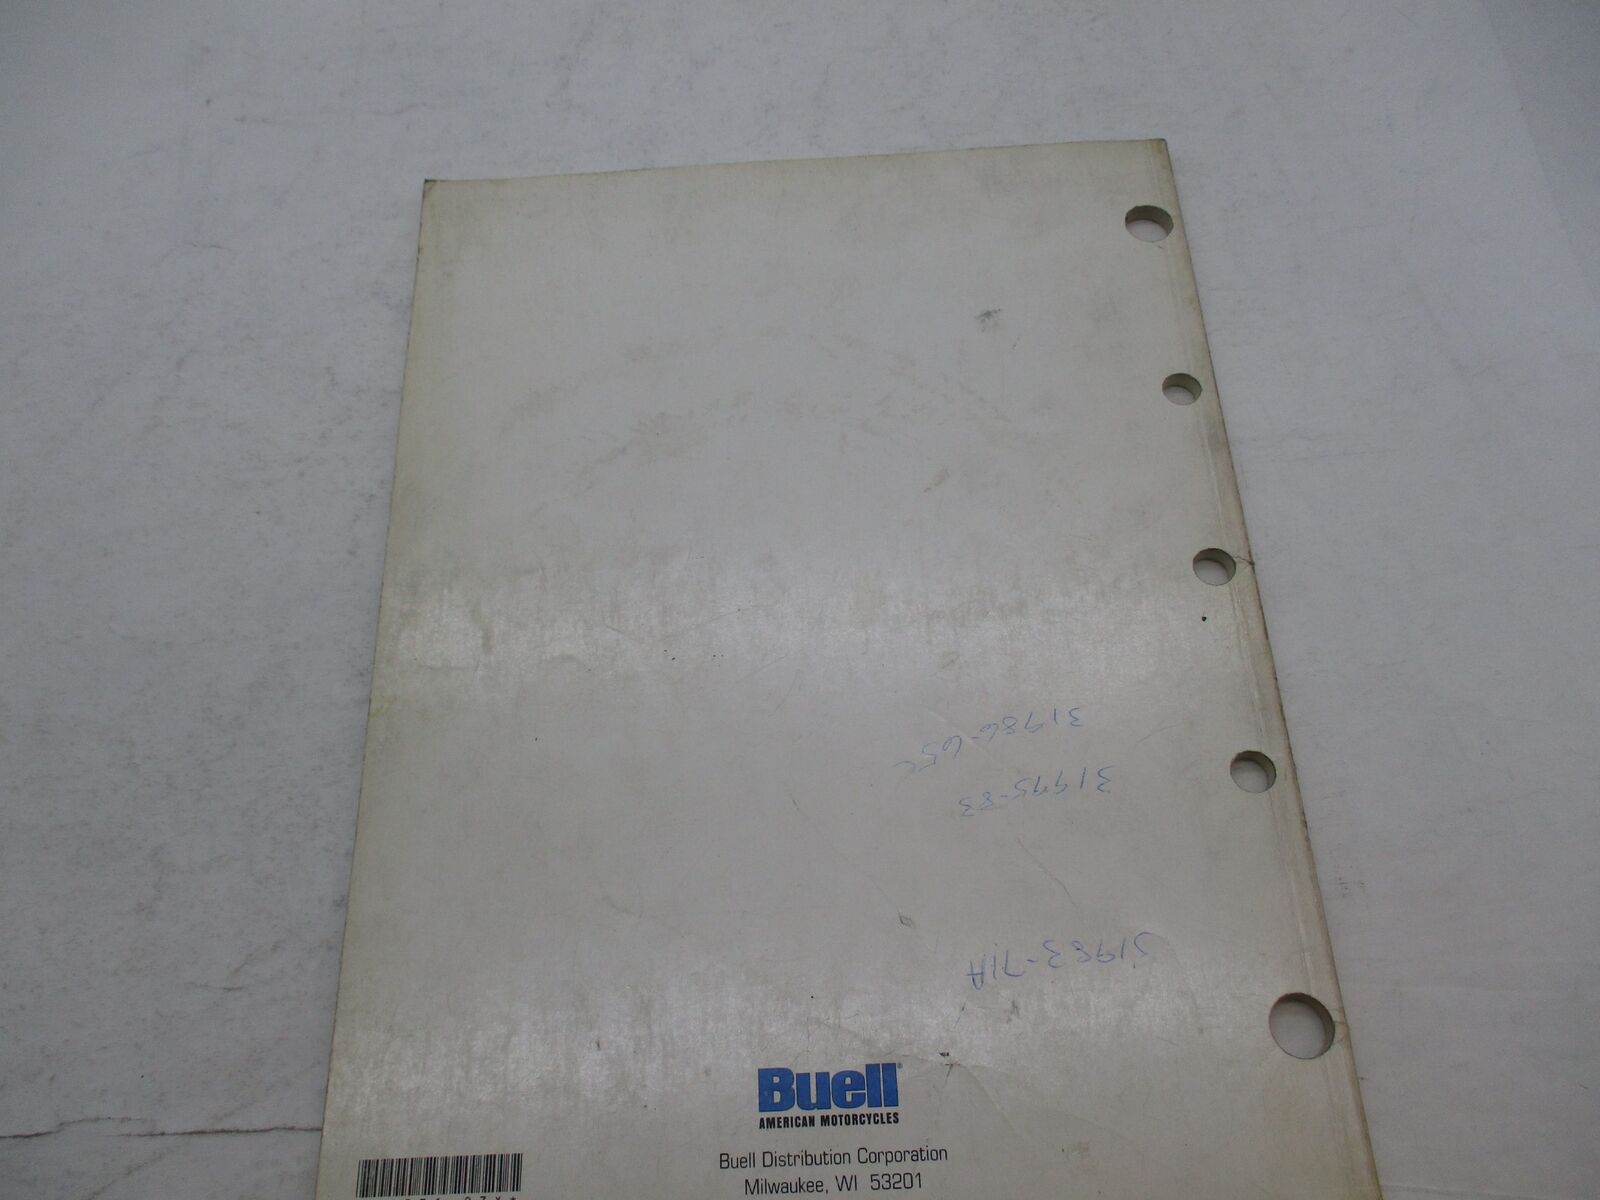 31986-65C
31995-83
31983-71A
Buell®
AMERICAN MOTORCYCLES
Buell Distribution Corporation
Milwaukee, WI 53201